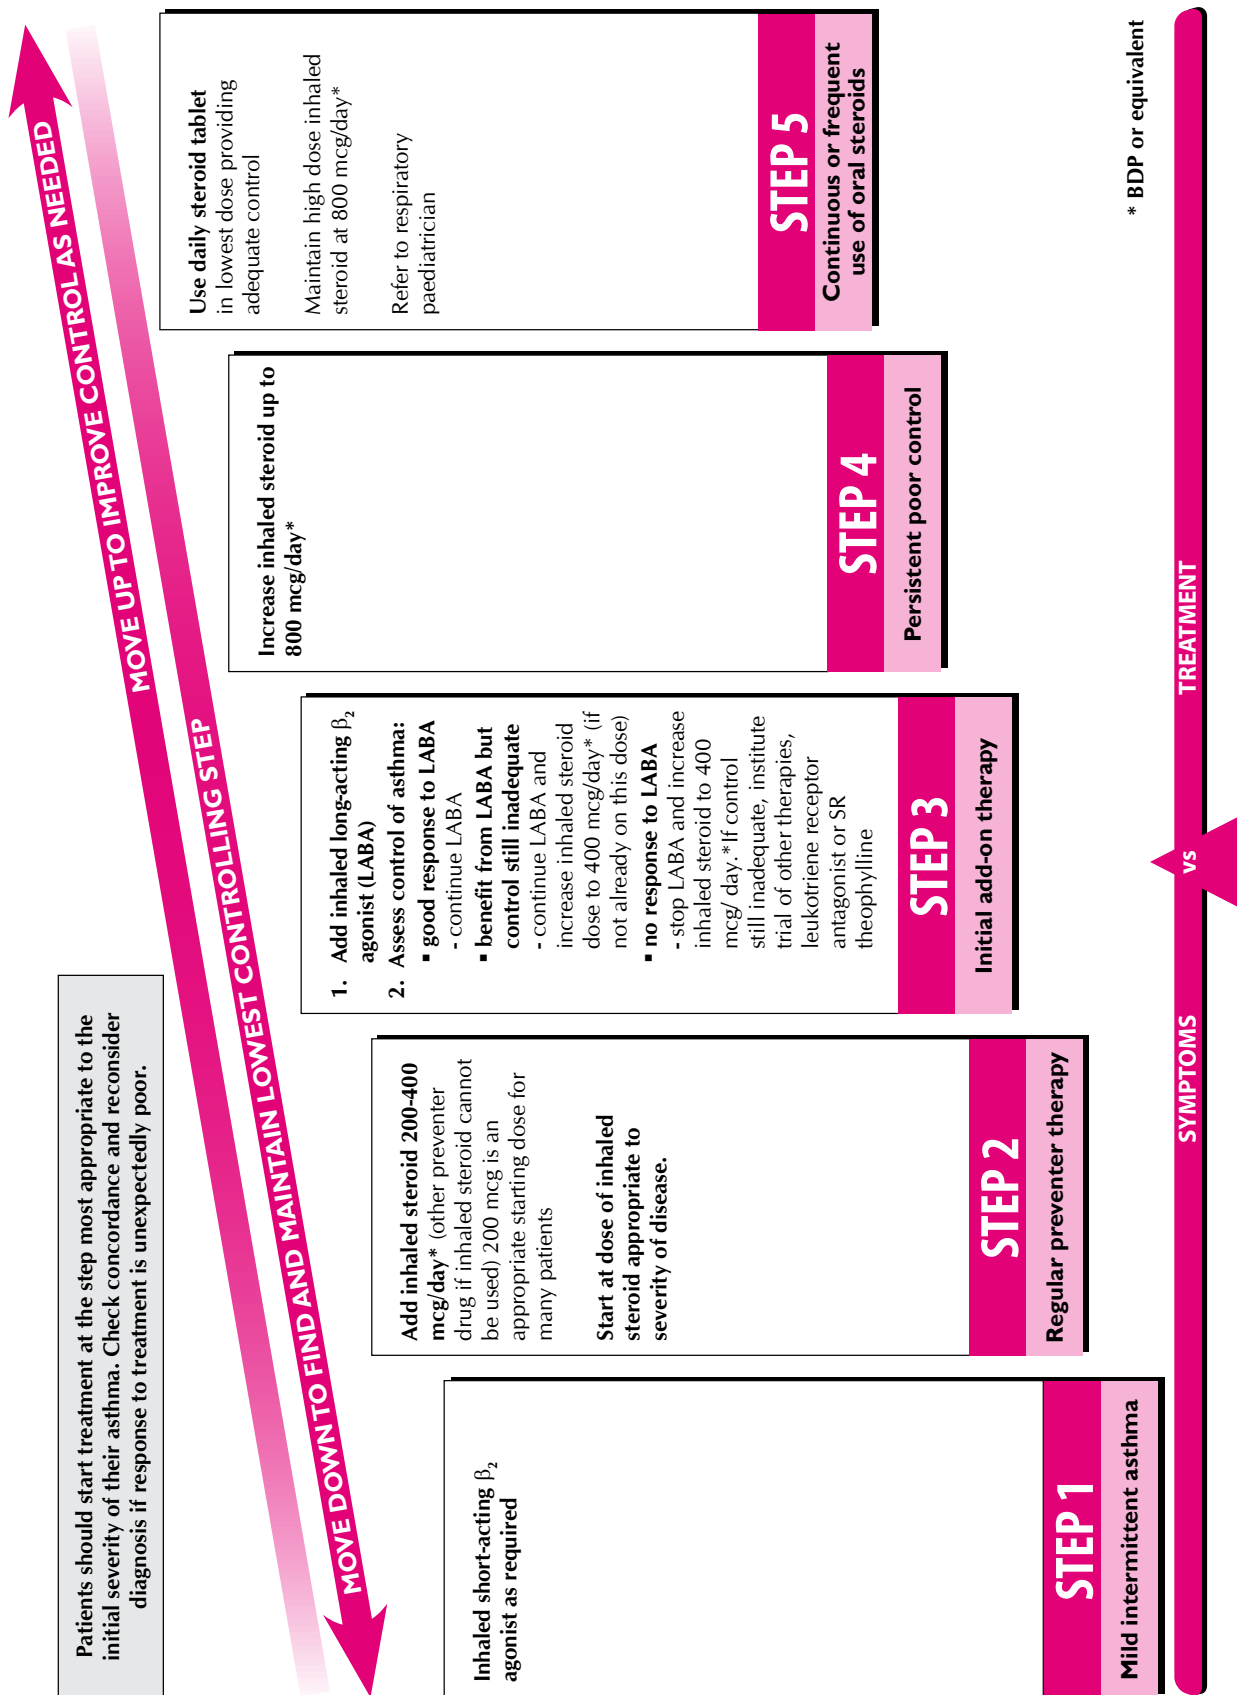 Patients should start treatment at the step most appropriate to the
initial severity of their asthma. Check concordance and reconsider
diagnosis if response to treatment is unexpectedly poor.
MOVE UP TO IMPROVE CONTROL AS NEEDED
MOVE DOWN TO FIND AND MAINTAIN LOWEST CONTROLLING STEP
Inhaled short-acting β₂
agonist as required
STEP 1
Mild intermittent asthma
Add inhaled steroid 200-400
mcg/day* (other preventer
drug if inhaled steroid cannot
be used) 200 mcg is an
appropriate starting dose for
many patients
Start at dose of inhaled
steroid appropriate to
severity of disease.
STEP 2
Regular preventer therapy
1. Add inhaled long-acting β₂
agonist (LABA)
2. Assess control of asthma:
▪ good response to LABA
- continue LABA
▪ benefit from LABA but
control still inadequate
- continue LABA and
increase inhaled steroid
dose to 400 mcg/day* (if
not already on this dose)
▪ no response to LABA
- stop LABA and increase
inhaled steroid to 400
mcg/ day.*If control
still inadequate, institute
trial of other therapies,
leukotriene receptor
antagonist or SR
theophylline
STEP 3
Initial add-on therapy
Increase inhaled steroid up to
800 mcg/day*
STEP 4
Persistent poor control
Use daily steroid tablet
in lowest dose providing
adequate control
Maintain high dose inhaled
steroid at 800 mcg/day*
Refer to respiratory
paediatrician
STEP 5
Continuous or frequent
use of oral steroids
* BDP or equivalent
SYMPTOMS vs TREATMENT